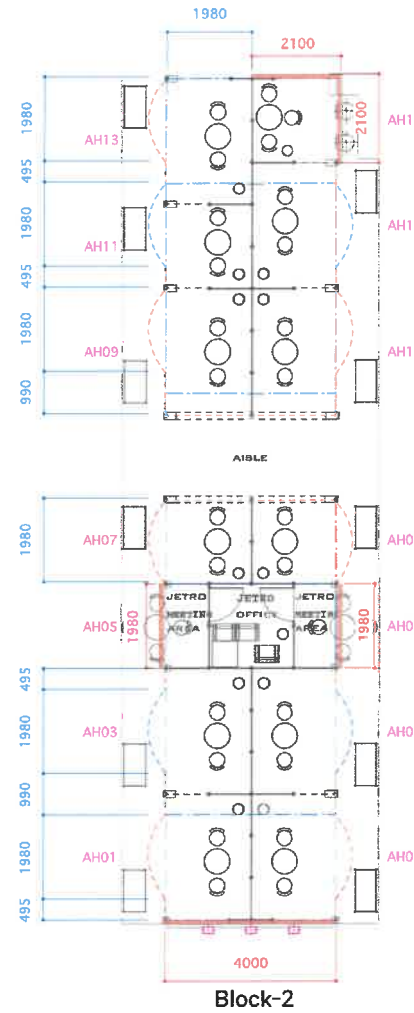 1980
2100
1980
2100
AH13
AH1
495
1980
AH11
AH1
495
1980
AH09
AH1
990
AISLE
1980
AH07
AH0
JETRO
MEETING
AREA
JETRO
OFFICE
JETRO
MEETING
AREA
1980
AH05
1980
AH0
495
1980
AH03
AH0
990
1980
AH01
AH0
495
4000
Block-2